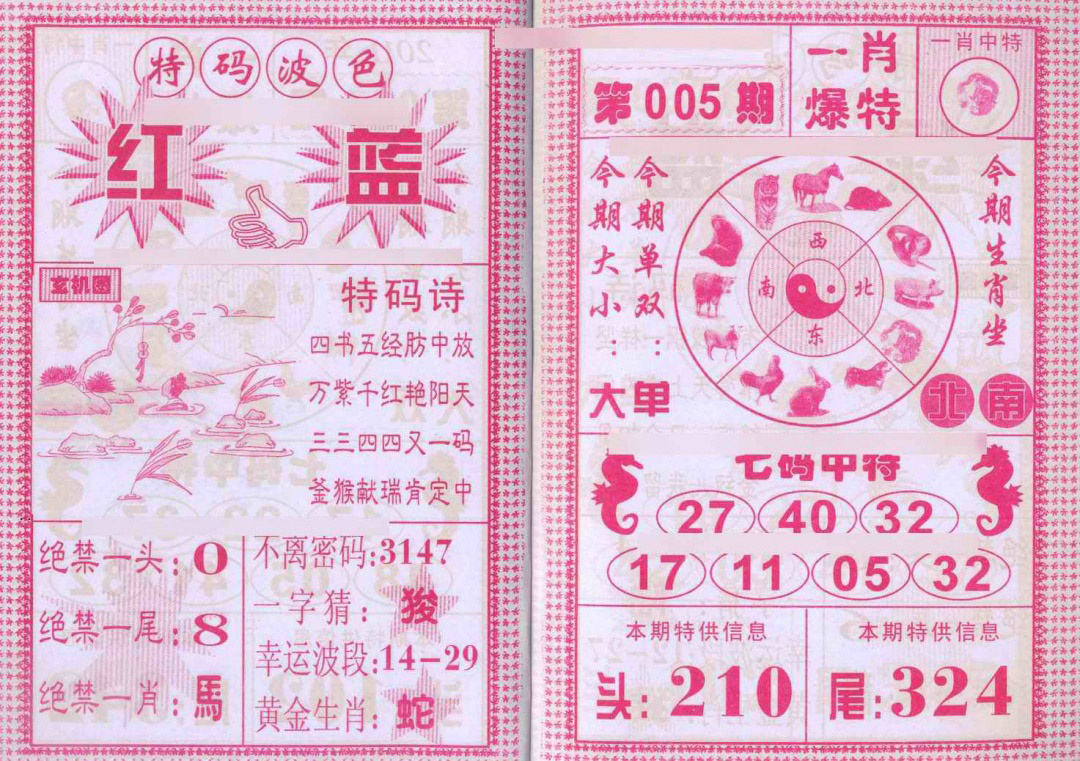 特码波色
红 蓝
玄机图
特码诗
四书五经肪中放
万紫千红艳阳天
三三四四又一码
釜猴献瑞肯定中
绝禁一头：0
绝禁一尾：8
绝禁一肖：馬
不离密码:3147
一字猜：狻
幸运波段:14-29
黄金生肖：蛇
第005期
一肖
爆特
一肖中特
今期大小：大
今期单双：单
西
南 北
东
今期生肖坐
北 南
七码中特
27 40 32
17 11 05 32
本期特供信息
头:210
本期特供信息
尾:324